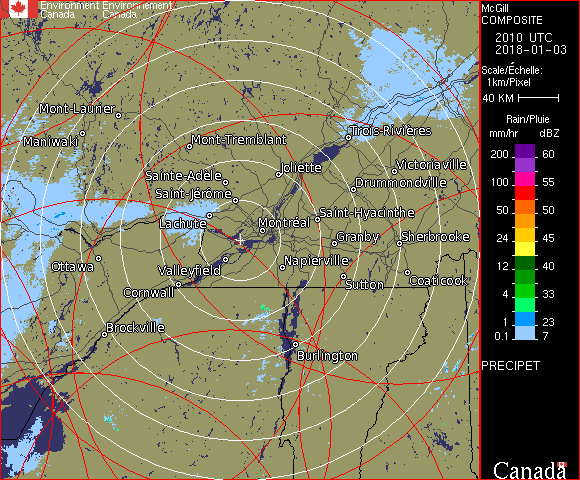 Environment Environnement
Canada Canada
McGill
COMPOSITE
2010 UTC
2018-01-03
Scale/Échelle:
1km/Pixel
40 KM
Rain/Pluie
mm/hr dBZ
200 60
150 57
100 55
50 50
24 45
12 40
4 33
1 23
0.1 7
PRECIPET
Canada
Mont-Laurier
Maniwaki
Mont-Tremblant
Trois-Rivières
Joliette
Victoriaville
Sainte-Adèle
Drummondville
Saint-Jérôme
Saint-Hyacinthe
Lachute
Montréal
Granby
Sherbrooke
Ottawa
Valleyfield
Napierville
Cornwall
Sutton
Coaticook
Brockville
Burlington